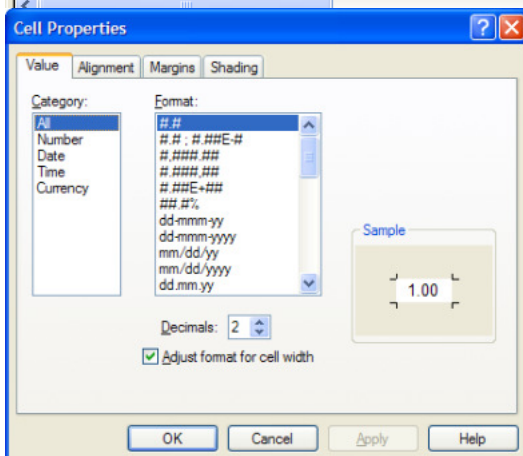 Cell Properties
Value Alignment Margins Shading
Category:
All
Number
Date
Time
Currency
Format:
#.#
#.# ; #.##E-#
#,###.##
#.###,##
#.##E+##
##.#%
dd-mmm-yy
dd-mmm-yyyy
mm/dd/yy
mm/dd/yyyy
dd.mm.yy
Decimals: 2
Adjust format for cell width
Sample
1.00
OK Cancel Apply Help